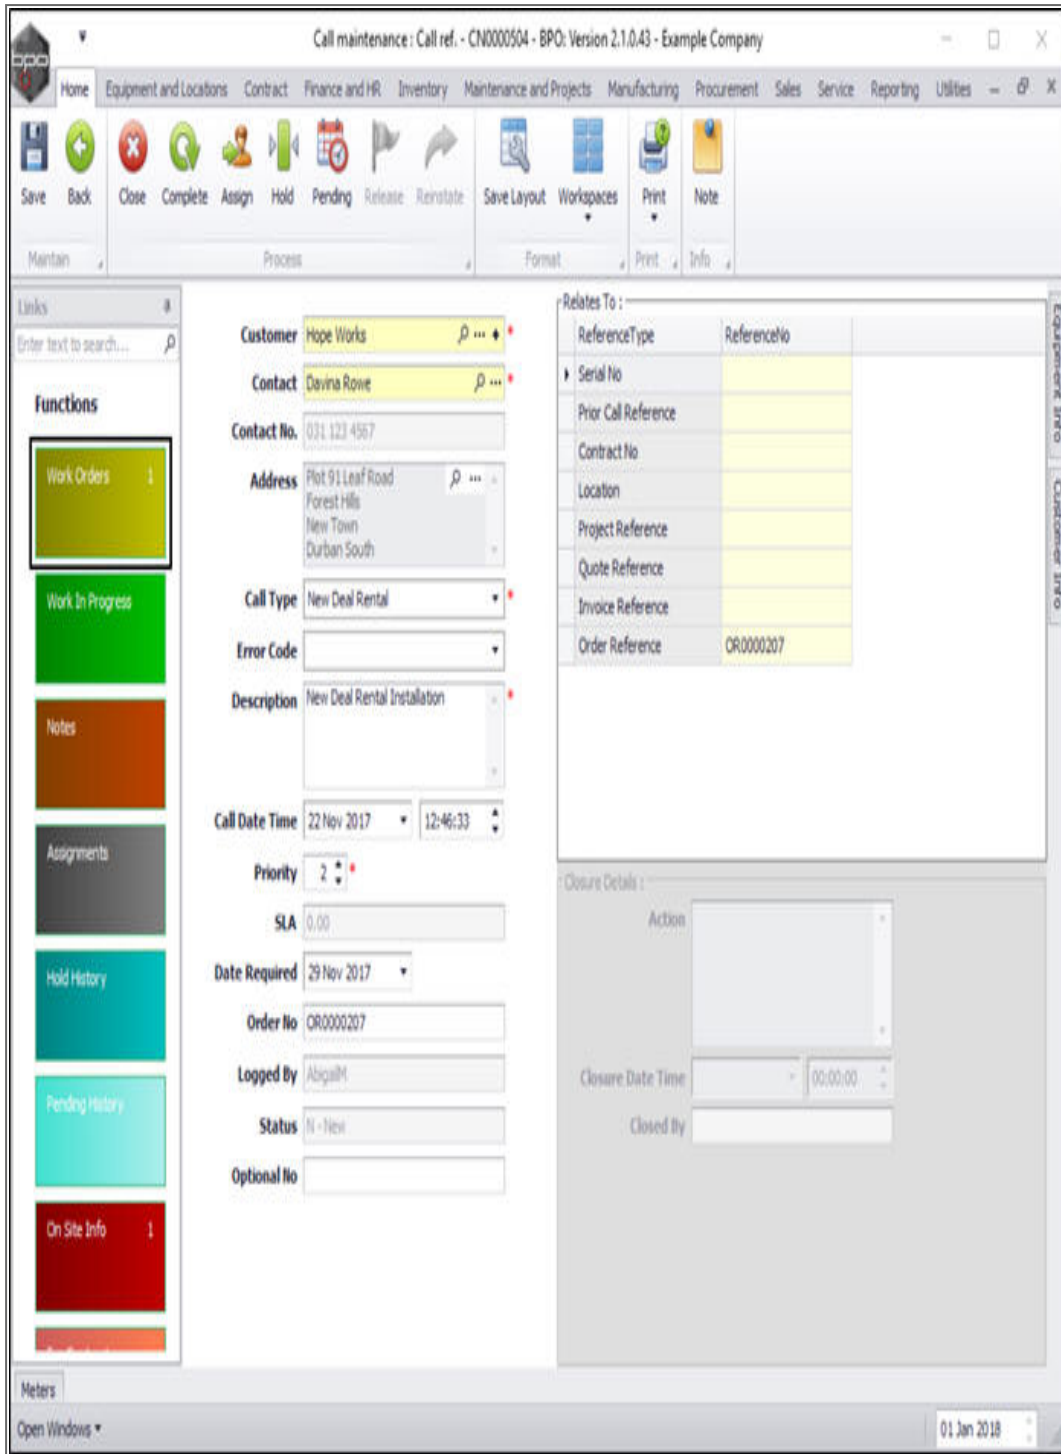 Call maintenance : Call ref. - CN0000504 - BPO: Version 2.1.0.43 - Example Company
bpo
Home Equipment and Locations Contract Finance and HR Inventory Maintenance and Projects Manufacturing Procurement Sales Service Reporting Utilities
Save Back Close Complete Assign Hold Pending Release Reinstate Save Layout Workspaces Print Note
Maintain Process Format Print Info
Links
Enter text to search...
Functions
Work Orders 1
Work In Progress
Notes
Assignments
Hold History
Pending History
On Site Info 1
Customer Hope Works
Contact Davina Rowe
Contact No. 031 123 4567
Address Plot 91 Leaf Road
Forest Hills
New Town
Durban South
Call Type New Deal Rental *
Error Code
Description New Deal Rental Installation *
Call Date Time 22 Nov 2017 12:46:33
Priority 2 *
SLA 0.00
Date Required 29 Nov 2017
Order No OR0000207
Logged By AbigailM
Status N - New
Optional No
Relates To :
ReferenceType ReferenceNo
Serial No
Prior Call Reference
Contract No
Location
Project Reference
Quote Reference
Invoice Reference
Order Reference OR0000207
Closure Details :
Action
Closure Date Time 00:00:00
Closed By
Equipment Info
Customer Info
Meters
Open Windows
01 Jan 2018